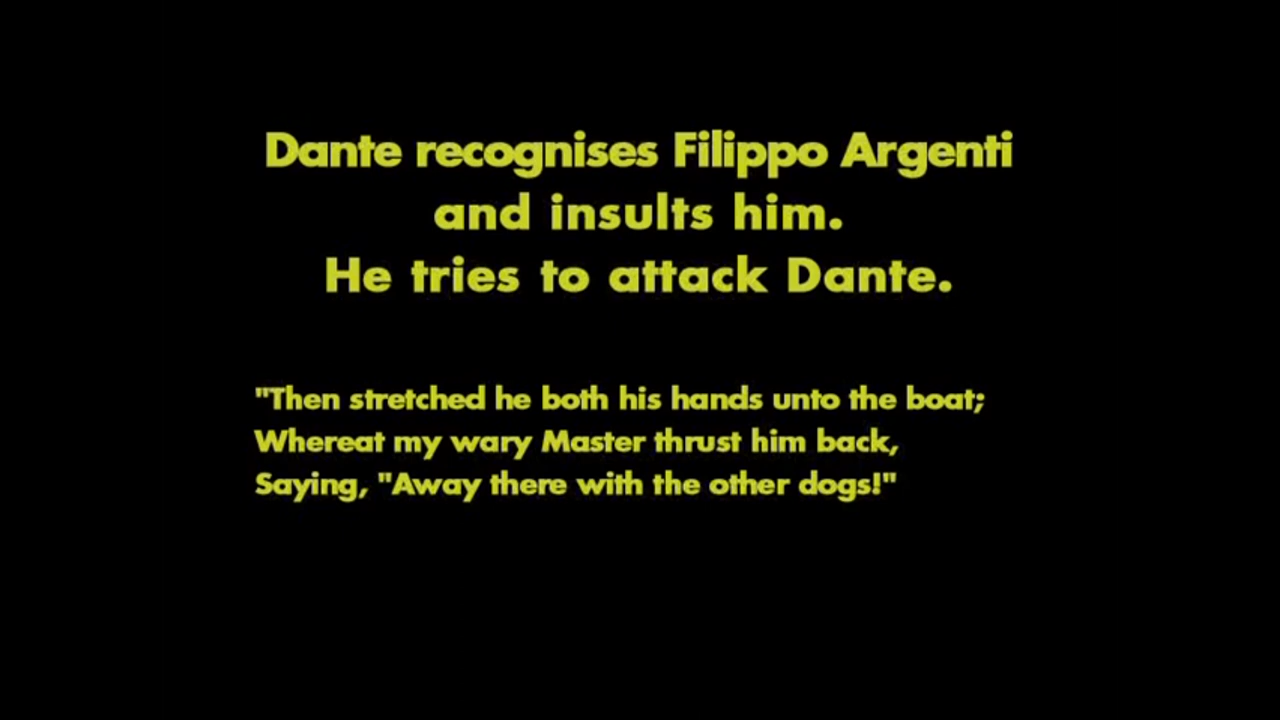 Dante recognises Filippo Argenti
and insults him.
He tries to attack Dante.
"Then stretched he both his hands unto the boat;
Whereat my wary Master thrust him back,
Saying, "Away there with the other dogs!"